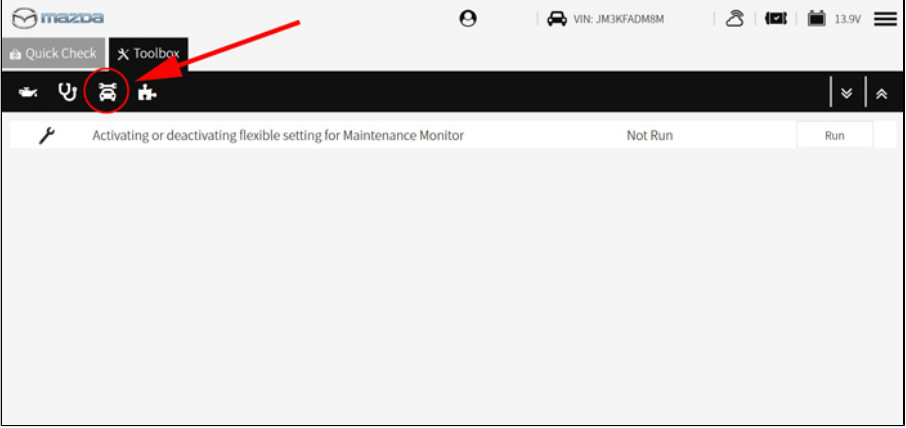 mazda
VIN: JM3KFADM8M
13.9V
Quick Check
Toolbox
Activating or deactivating flexible setting for Maintenance Monitor
Not Run
Run